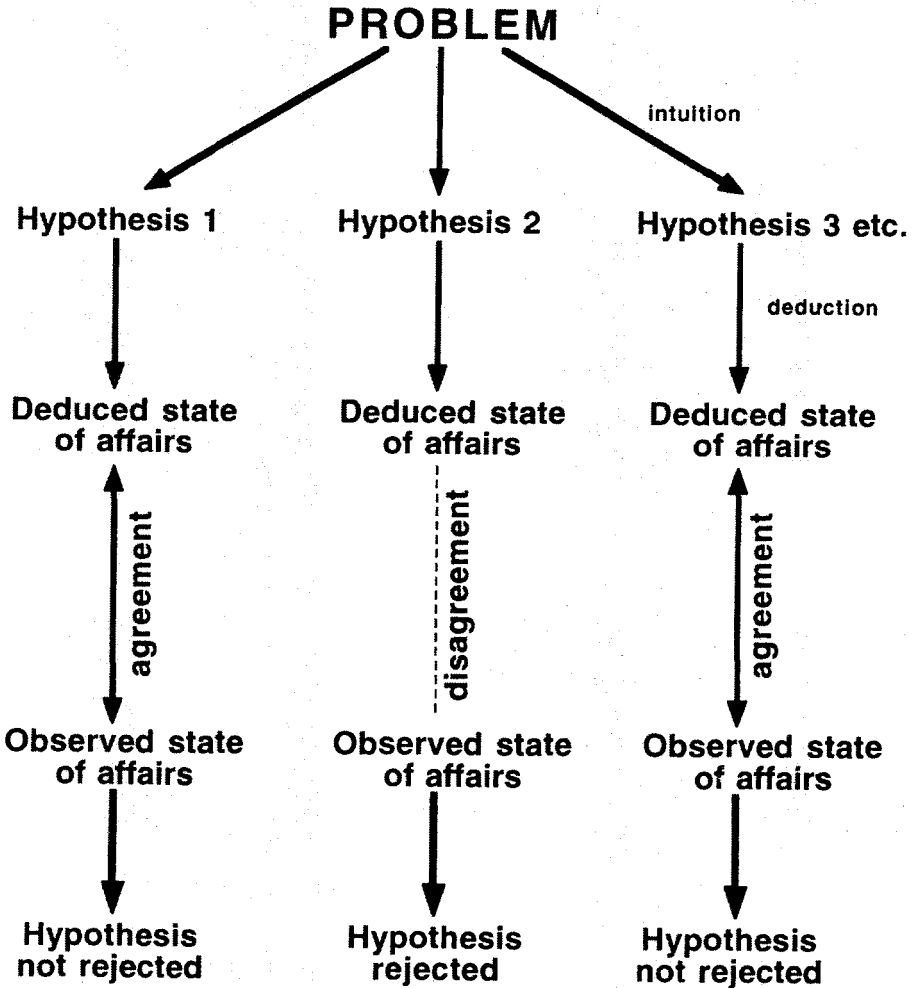 PROBLEM
intuition
Hypothesis 1
Hypothesis 2
Hypothesis 3 etc.
deduction
Deduced state
of affairs
Deduced state
of affairs
Deduced state
of affairs
agreement
disagreement
agreement
Observed state
of affairs
Observed state
of affairs
Observed state
of affairs
Hypothesis
not rejected
Hypothesis
rejected
Hypothesis
not rejected